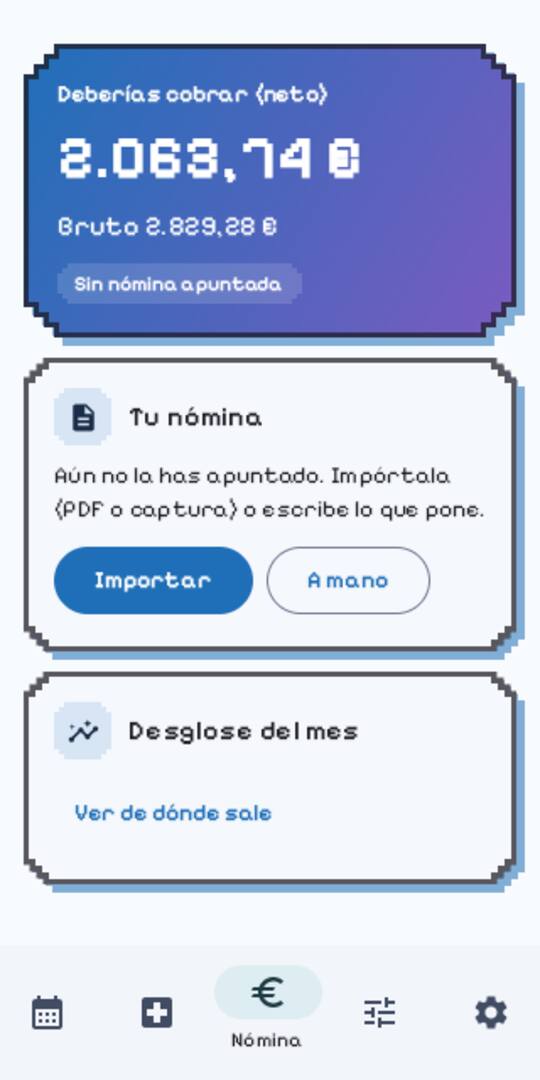 Deberías cobrar (neto)
2.063,74 €
Bruto 2.829,28 €
Sin nómina apuntada
Tu nómina
Aún no la has apuntado. Impórtala
(PDF o captura) o escribe lo que pone.
Importar
A mano
Desglose del mes
Ver de dónde sale
€
Nómina